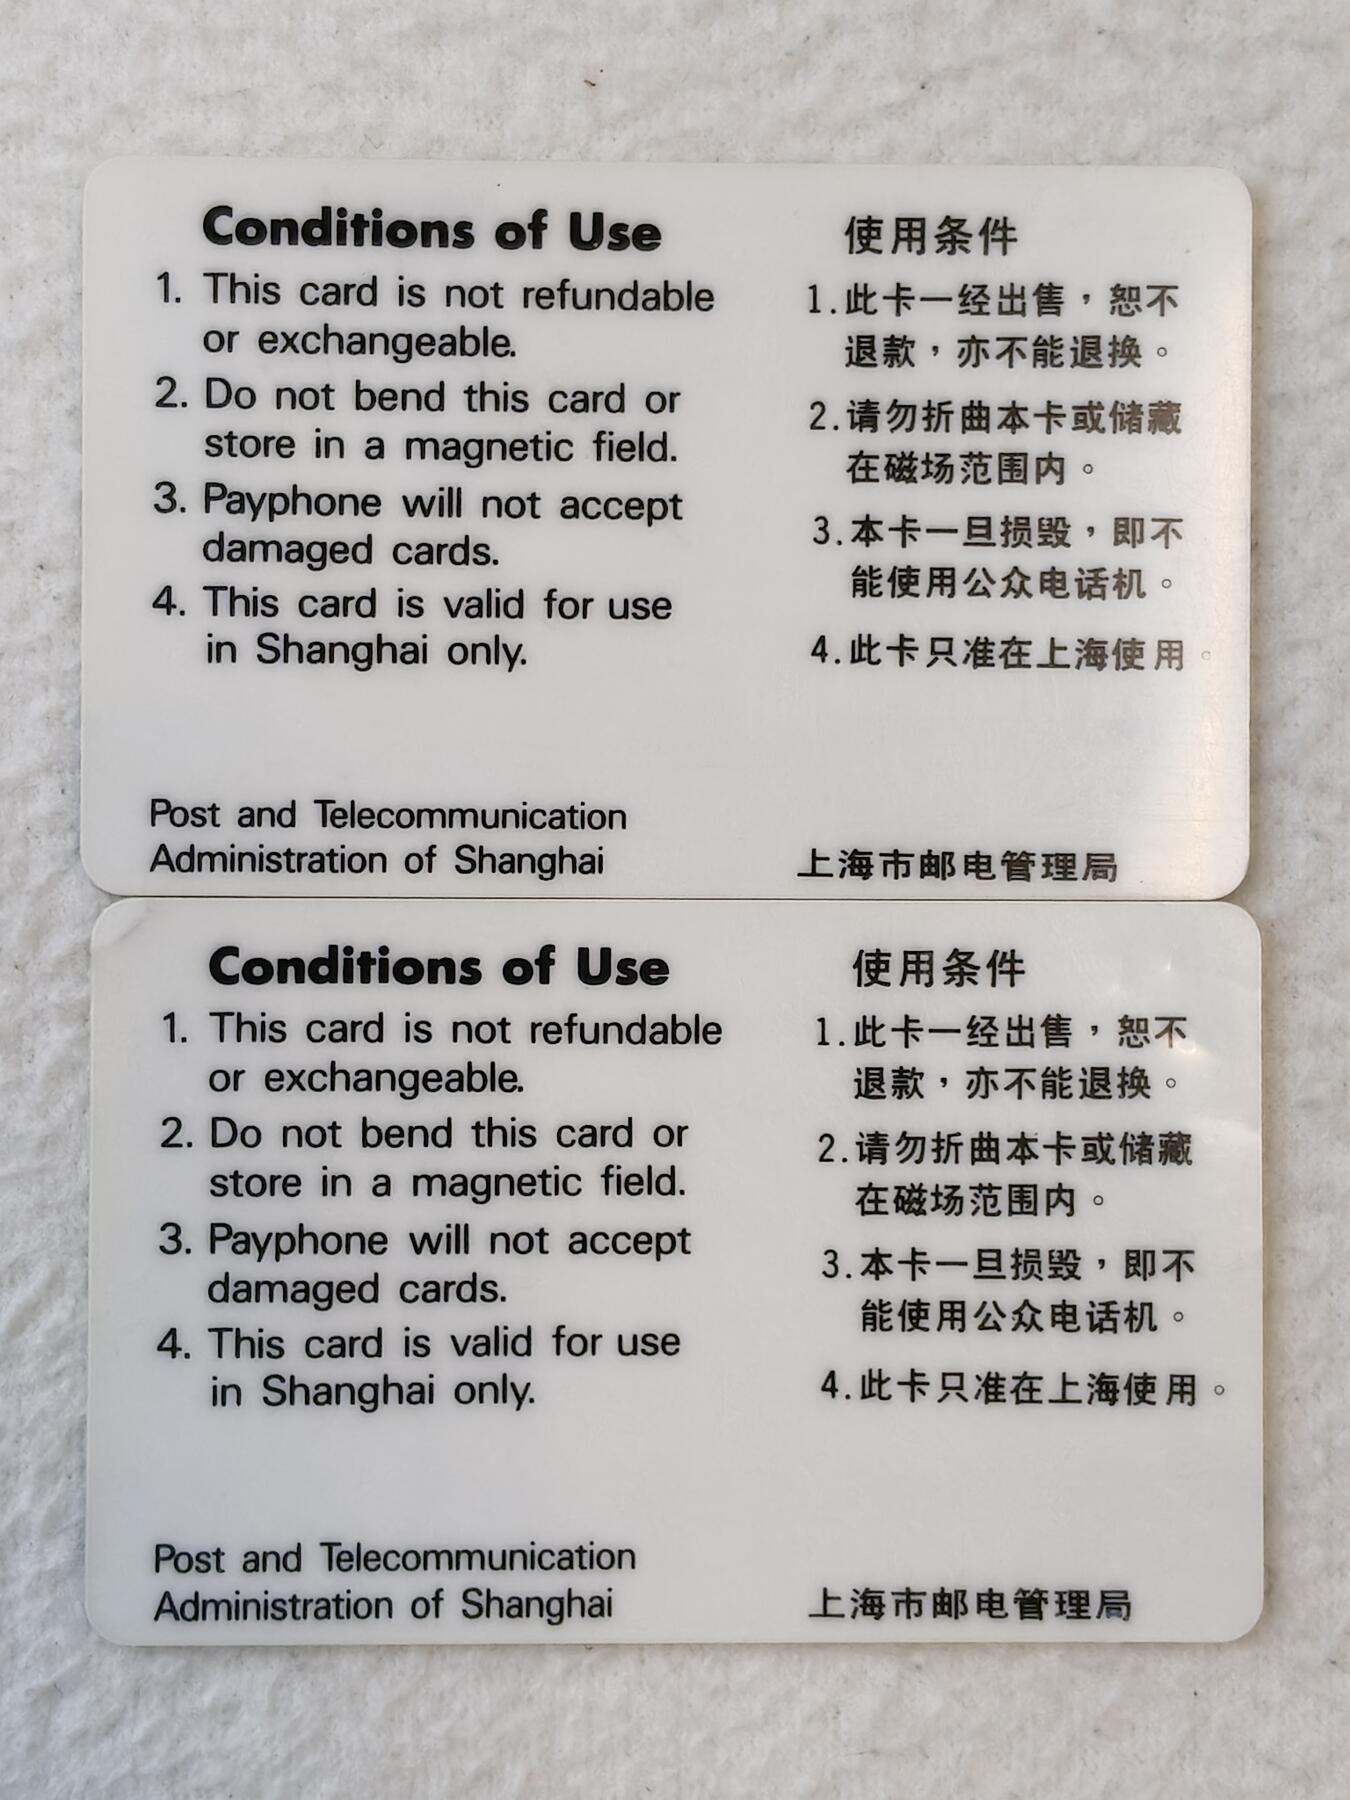 Conditions of Use
1. This card is not refundable
or exchangeable.
2. Do not bend this card or
store in a magnetic field.
3. Payphone will not accept
damaged cards.
4. This card is valid for use
in Shanghai only.
Post and Telecommunication
Administration of Shanghai
使用条件
1.此卡一经出售，恕不
退款，亦不能退换。
2.请勿折曲本卡或储藏
在磁场范围内。
3.本卡一旦损毁，即不
能使用公众电话机。
4.此卡只准在上海使用。
上海市邮电管理局
Conditions of Use
1. This card is not refundable
or exchangeable.
2. Do not bend this card or
store in a magnetic field.
3. Payphone will not accept
damaged cards.
4. This card is valid for use
in Shanghai only.
Post and Telecommunication
Administration of Shanghai
使用条件
1.此卡一经出售，恕不
退款，亦不能退换。
2.请勿折曲本卡或储藏
在磁场范围内。
3.本卡一旦损毁，即不
能使用公众电话机。
4.此卡只准在上海使用。
上海市邮电管理局